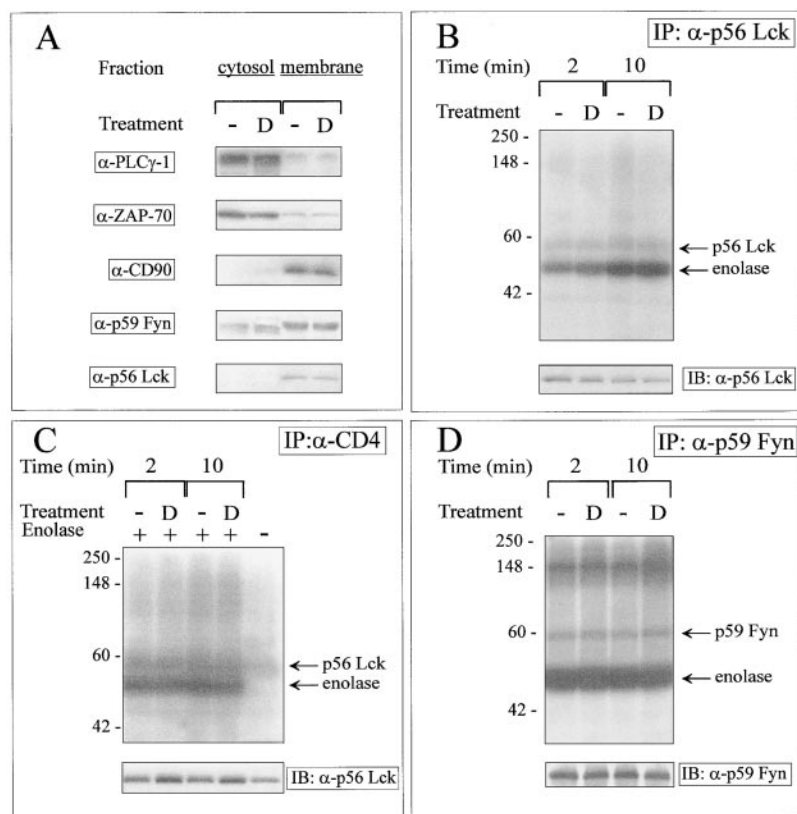 A
Fraction cytosol membrane
Treatment - D - D
α-PLCγ-1
α-ZAP-70
α-CD90
α-p59 Fyn
α-p56 Lck
B
IP: α-p56 Lck
Time (min) 2 10
Treatment - D - D
250 -
148 -
60 -
p56 Lck
enolase
42 -
IB: α-p56 Lck
C
IP:α-CD4
Time (min) 2 10
Treatment - D - D
Enolase + + + + -
250 -
148 -
60 -
p56 Lck
enolase
42 -
IB: α-p56 Lck
D
IP: α-p59 Fyn
Time (min) 2 10
Treatment - D - D
250 -
148 -
60 -
p59 Fyn
enolase
42 -
IB: α-p59 Fyn